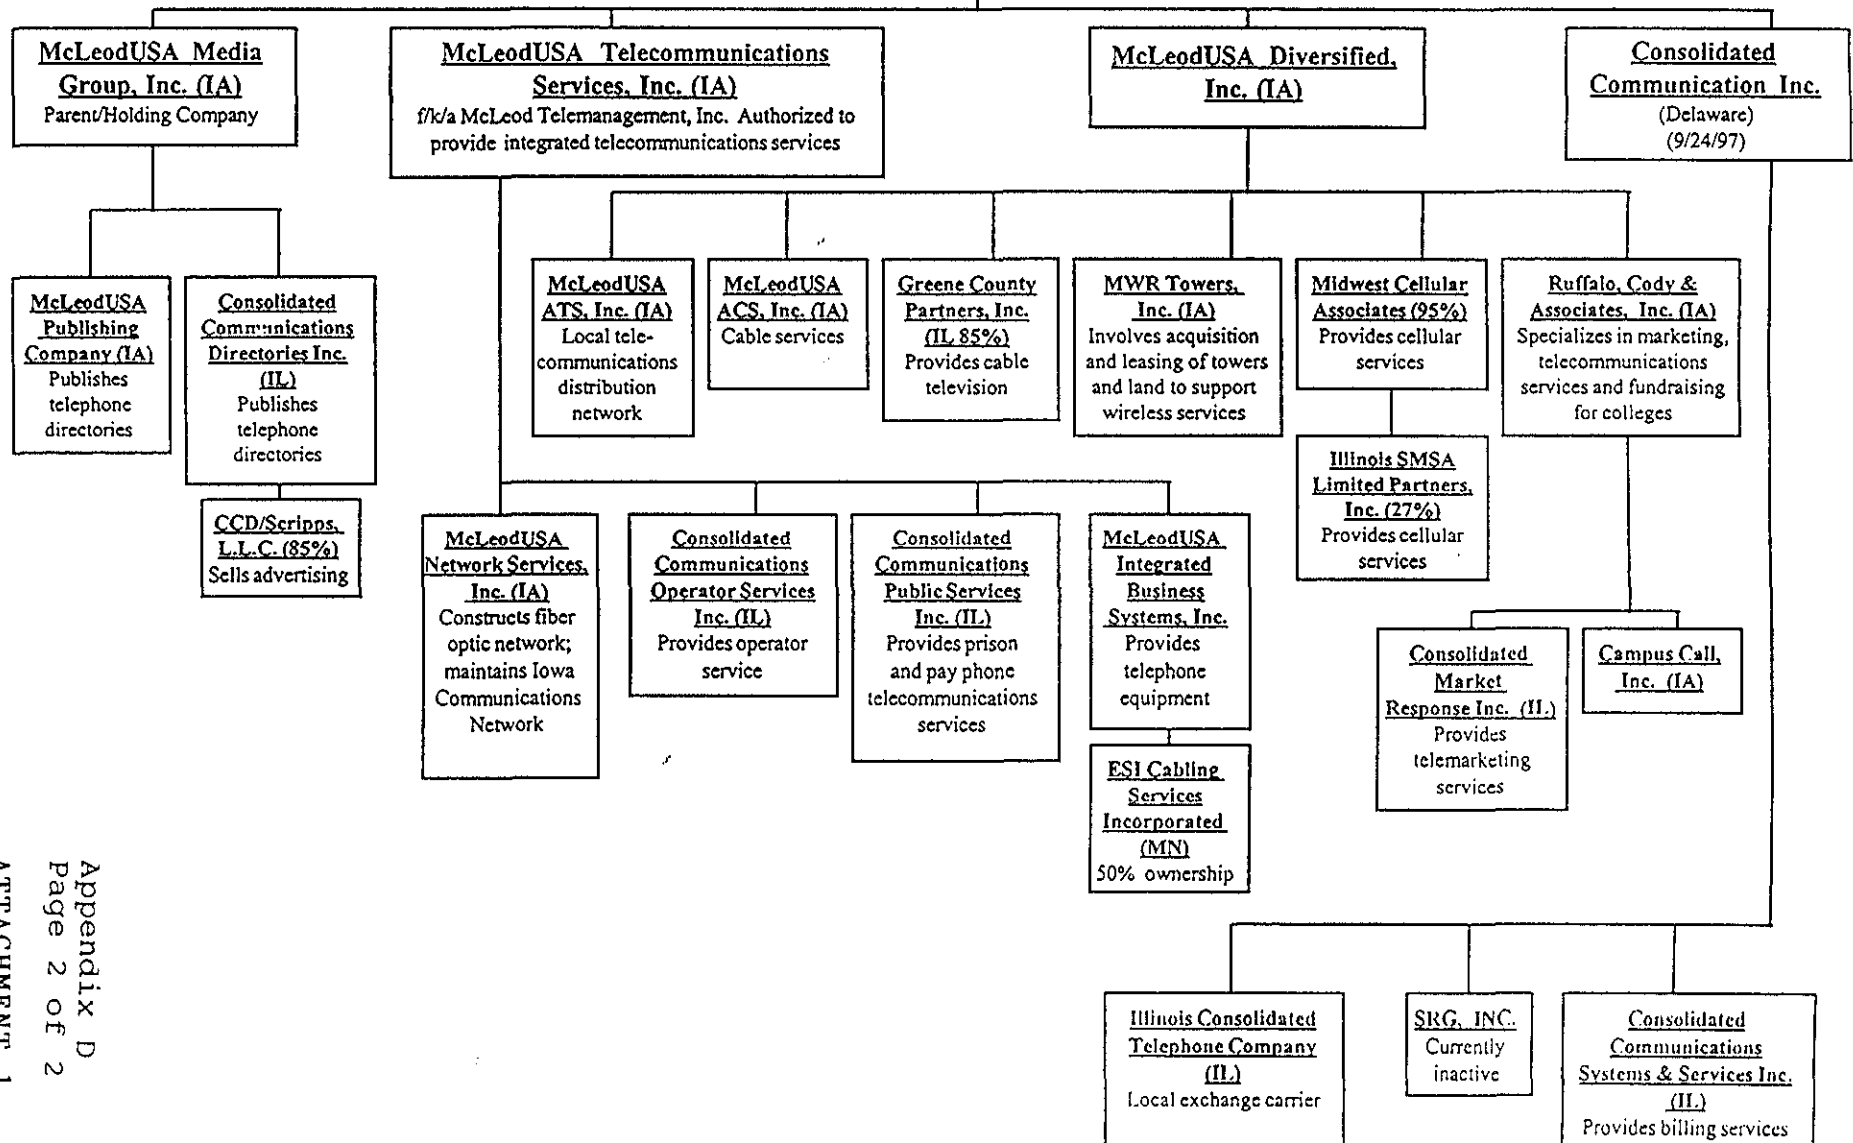 McLeodUSA Media
Group, Inc. (IA)
Parent/Holding Company
McLeodUSA Telecommunications
Services, Inc. (IA)
f/k/a McLeod Telemanagement, Inc. Authorized to
provide integrated telecommunications services
McLeodUSA Diversified,
Inc. (IA)
Consolidated
Communication Inc.
(Delaware)
(9/24/97)
McLeodUSA
Publishing
Company (IA)
Publishes
telephone
directories
Consolidated
Communications
Directories Inc.
(IL)
Publishes
telephone
directories
CCD/Scripps,
L.L.C. (85%)
Sells advertising
McLeodUSA
ATS, Inc. (IA)
Local tele-
communications
distribution
network
McLeodUSA
ACS, Inc. (IA)
Cable services
Greene County
Partners, Inc.
(IL 85%)
Provides cable
television
MWR Towers,
Inc. (IA)
Involves acquisition
and leasing of towers
and land to support
wireless services
Midwest Cellular
Associates (95%)
Provides cellular
services
Ruffalo, Cody &
Associates, Inc. (IA)
Specializes in marketing,
telecommunications
services and fundraising
for colleges
Illinois SMSA
Limited Partners,
Inc. (27%)
Provides cellular
services
McLeodUSA
Network Services,
Inc. (IA)
Constructs fiber
optic network;
maintains Iowa
Communications
Network
Consolidated
Communications
Operator Services
Inc. (IL)
Provides operator
service
Consolidated
Communications
Public Services
Inc. (IL)
Provides prison
and pay phone
telecommunications
services
McLeodUSA
Integrated
Business
Systems, Inc.
Provides
telephone
equipment
ESI Cabling
Services
Incorporated
(MN)
50% ownership
Consolidated
Market
Response Inc. (IL)
Provides
telemarketing
services
Campus Call,
Inc. (IA)
Illinois Consolidated
Telephone Company
(IL)
Local exchange carrier
SRG, INC.
Currently
inactive
Consolidated
Communications
Systems & Services Inc.
(IL)
Provides billing services
Appendix D
Page 2 of 2
ATTACHMENT 1